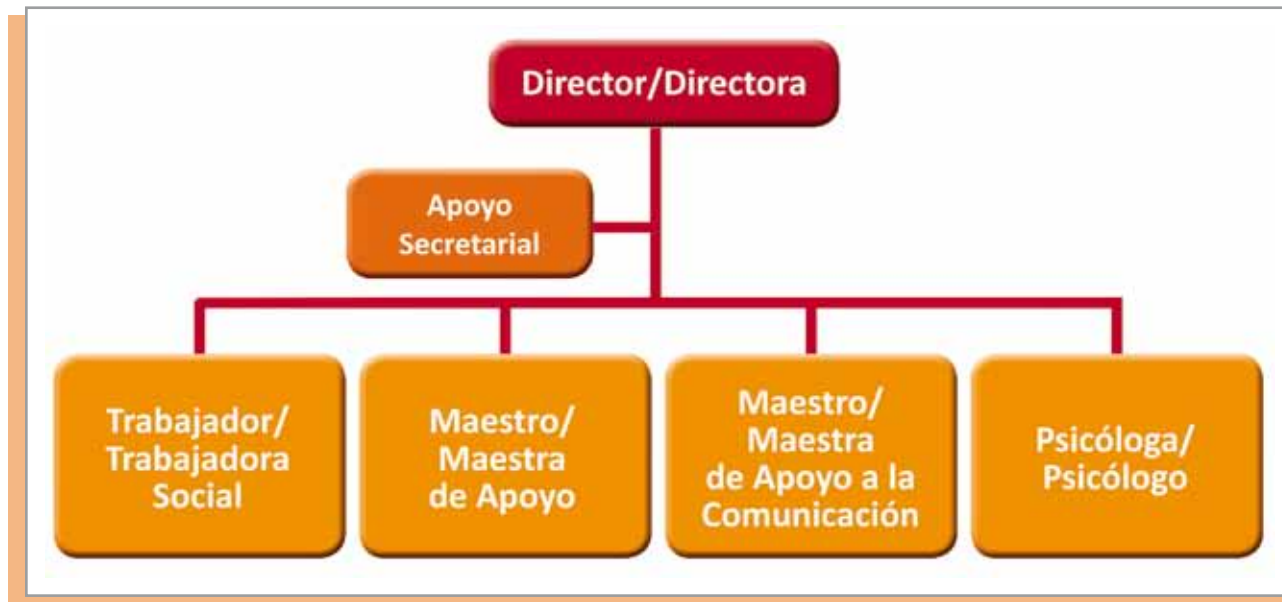 Director/Directora
Apoyo
Secretarial
Trabajador/
Trabajadora
Social
Maestro/
Maestra
de Apoyo
Maestro/
Maestra
de Apoyo a la
Comunicación
Psicóloga/
Psicólogo